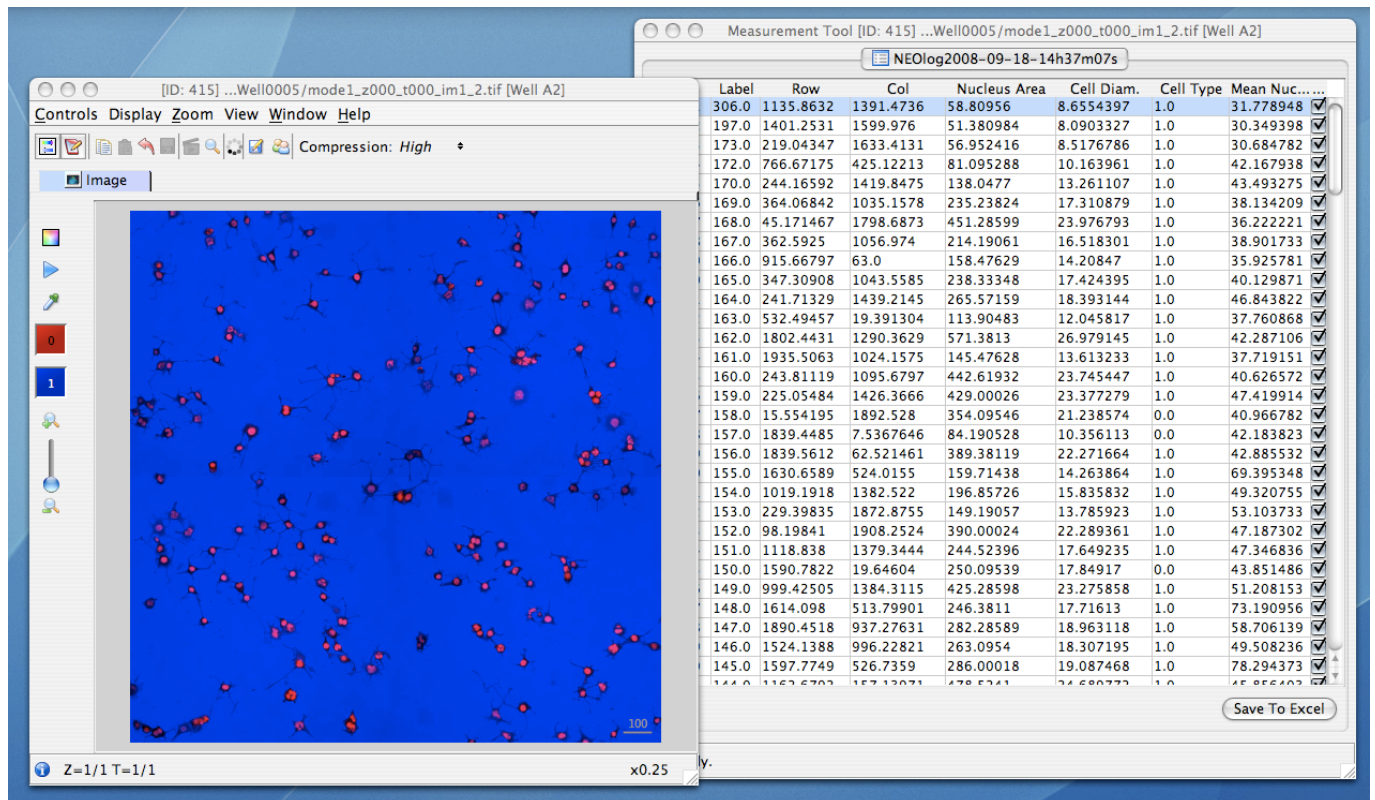 Measurement Tool [ID: 415] ...Well0005/mode1_z000_t000_im1_2.tif [Well A2]
NEOlog2008-09-18-14h37m07s
Label Row Col Nucleus Area Cell Diam. Cell Type Mean Nuc... ...
306.0 1135.8632 1391.4736 58.80956 8.6554397 1.0 31.778948
197.0 1401.2531 1599.976 51.380984 8.0903327 1.0 30.349398
173.0 219.04347 1633.4131 56.952416 8.5176786 1.0 30.684782
172.0 766.67175 425.12213 81.095288 10.163961 1.0 42.167938
170.0 244.16592 1419.8475 138.0477 13.261107 1.0 43.493275
169.0 364.06842 1035.1578 235.23824 17.310879 1.0 38.134209
168.0 45.171467 1798.6873 451.28599 23.976793 1.0 36.222221
167.0 362.5925 1056.974 214.19061 16.518301 1.0 38.901733
166.0 915.66797 63.0 158.47629 14.20847 1.0 35.925781
165.0 347.30908 1043.5585 238.33348 17.424395 1.0 40.129871
164.0 241.71329 1439.2145 265.57159 18.393144 1.0 46.843822
163.0 532.49457 19.391304 113.90483 12.045817 1.0 37.760868
162.0 1802.4431 1290.3629 571.3813 26.979145 1.0 42.287106
161.0 1935.5063 1024.1575 145.47628 13.613233 1.0 37.719151
160.0 243.81119 1095.6797 442.61932 23.745447 1.0 40.626572
159.0 225.05484 1426.3666 429.00026 23.377279 1.0 47.419914
158.0 15.554195 1892.528 354.09546 21.238574 0.0 40.966782
157.0 1839.4485 7.5367646 84.190528 10.356113 0.0 42.183823
156.0 1839.5612 62.521461 389.38119 22.271664 1.0 42.885532
155.0 1630.6589 524.0155 159.71438 14.263864 1.0 69.395348
154.0 1019.1918 1382.522 196.85726 15.835832 1.0 49.320755
153.0 229.39835 1872.8755 149.19057 13.785923 1.0 53.103733
152.0 98.19841 1908.2524 390.00024 22.289361 1.0 47.187302
151.0 1118.838 1379.3444 244.52396 17.649235 1.0 47.346836
150.0 1590.7822 19.64604 250.09539 17.84917 0.0 43.851486
149.0 999.42505 1384.3115 425.28598 23.275858 1.0 51.208153
148.0 1614.098 513.79901 246.3811 17.71613 1.0 73.190956
147.0 1890.4518 937.27631 282.28589 18.963118 1.0 58.706139
146.0 1524.1388 996.22821 263.0954 18.307195 1.0 49.508236
145.0 1597.7749 526.7359 286.00018 19.087468 1.0 78.294373
Save To Excel
ly.
[ID: 415] ...Well0005/mode1_z000_t000_im1_2.tif [Well A2]
Controls Display Zoom View Window Help
Compression: High
Image
0
1
100
Z=1/1 T=1/1 x0.25